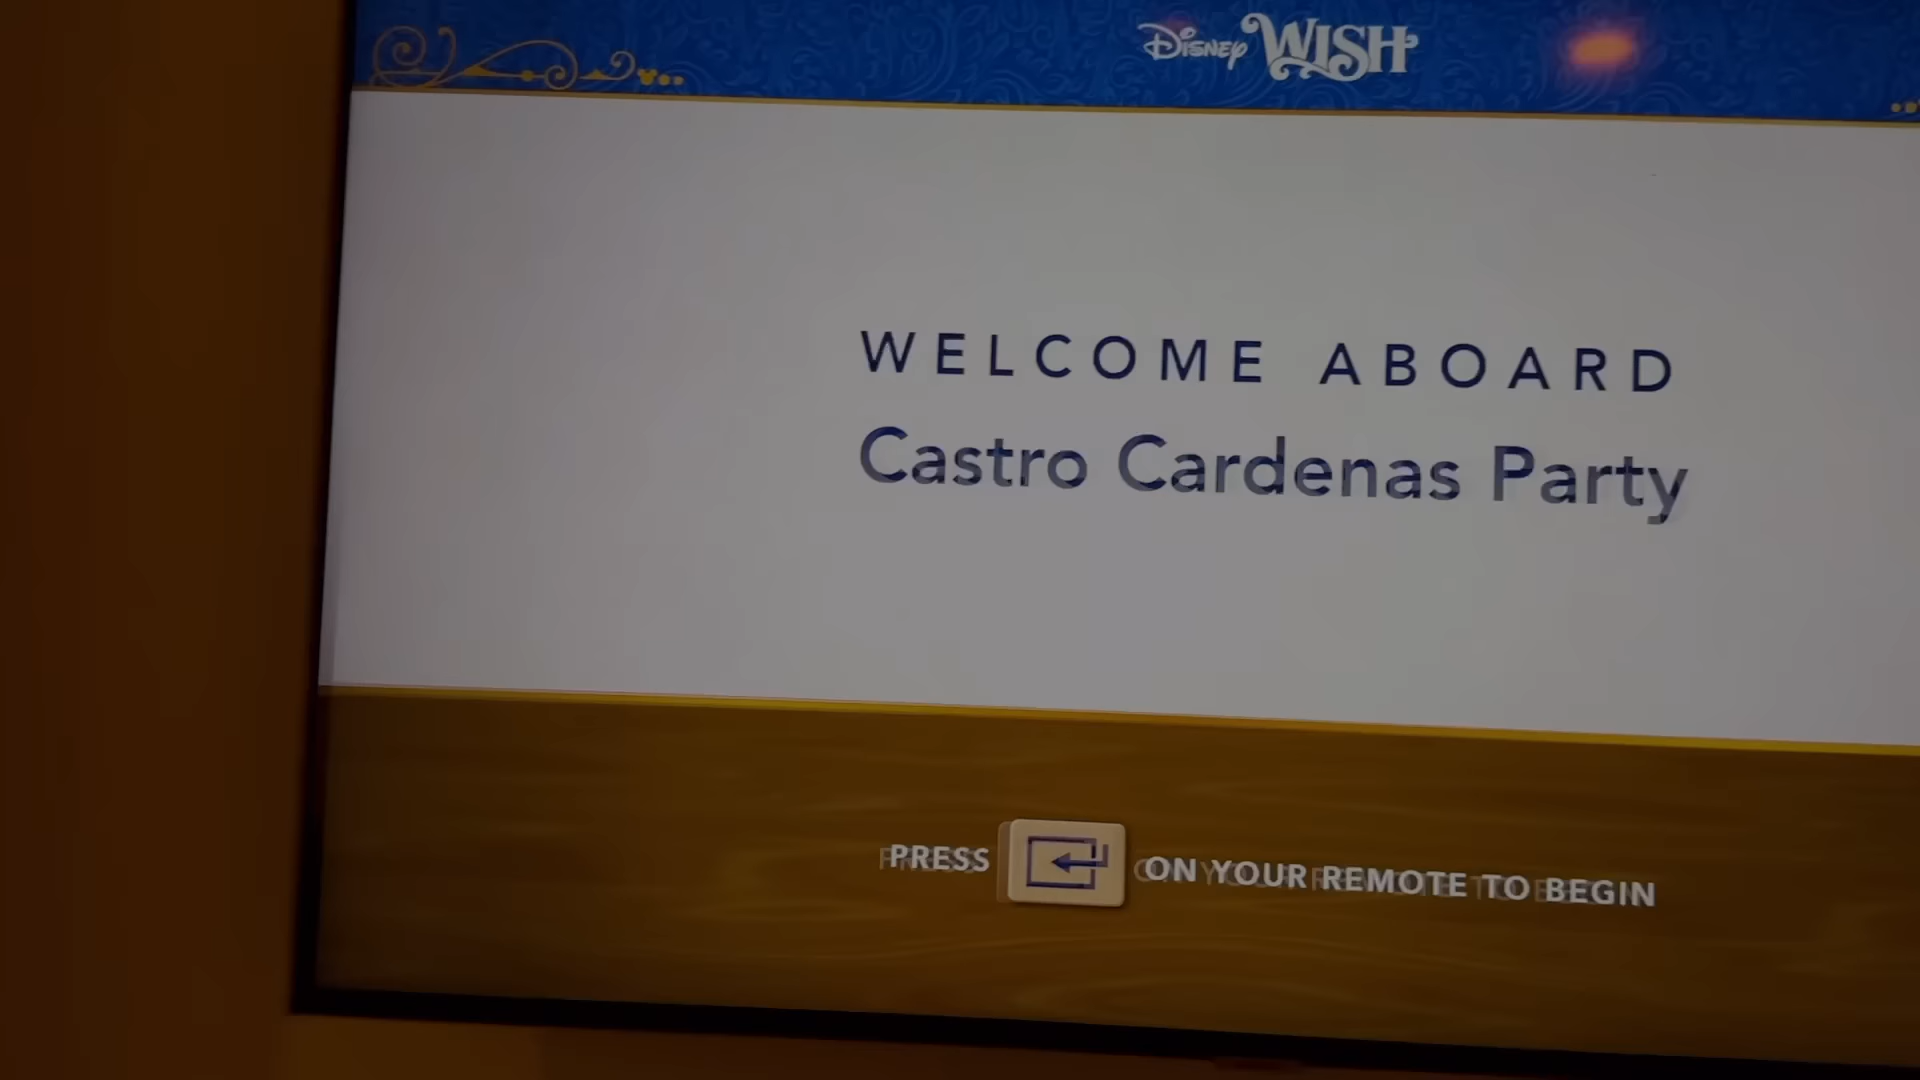 Disney WISH
WELCOME ABOARD
Castro Cardenas Party
PRESS ON YOUR REMOTE TO BEGIN